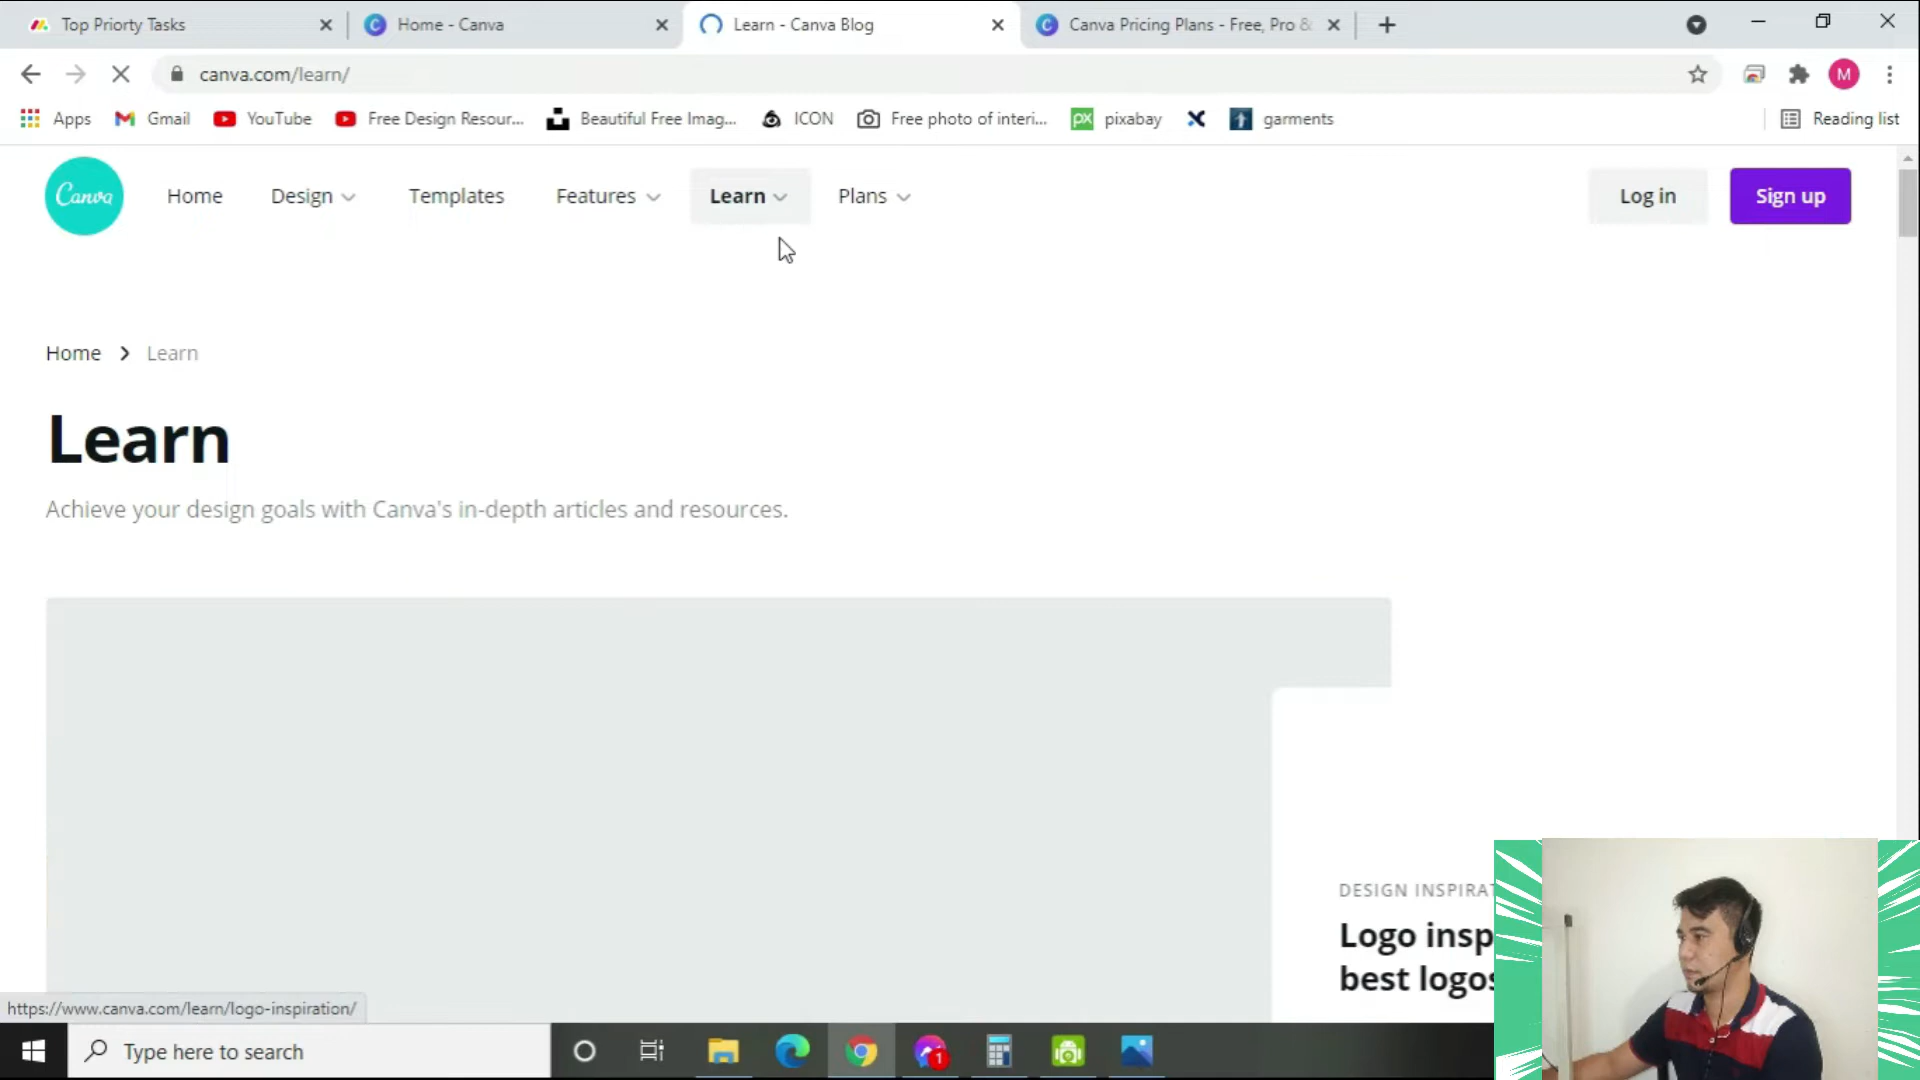 Top Priorty Tasks
Home - Canva
Learn - Canva Blog
Canva Pricing Plans - Free, Pro &
canva.com/learn/
M
Apps
Gmail
YouTube
Free Design Resour...
Beautiful Free Imag...
ICON
Free photo of interi...
px
pixabay
garments
Reading list
Canva
Home
Design
Templates
Features
Learn
Plans
Log in
Sign up
Home > Learn
Learn
Achieve your design goals with Canva's in-depth articles and resources.
DESIGN INSPIRAT
Logo insp
best logos
https://www.canva.com/learn/logo-inspiration/
Type here to search
1